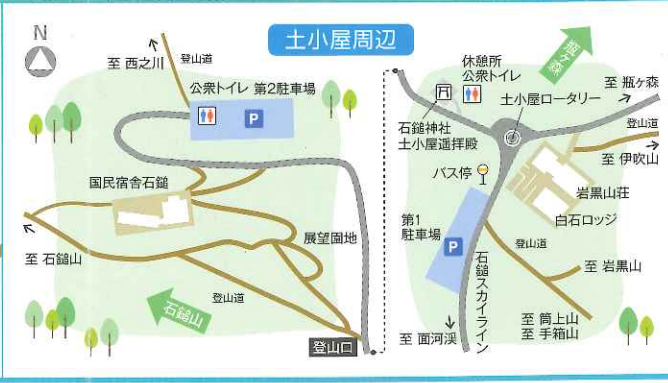 土小屋周辺
N
至 西之川
登山道
公衆トイレ 第2駐車場
P
国民宿舎石鎚
展望園地
至 石鎚山
登山道
石鎚山
登山口
瓶ヶ森
休憩所
公衆トイレ
至 瓶ヶ森
石鎚神社
土小屋遥拝殿
土小屋ロータリー
登山道
至 伊吹山
バス停
岩黒山荘
白石ロッジ
第1
駐車場
P
石鎚スカイライン
登山道
至 岩黒山
至 筒上山
至 手箱山
至 面河渓